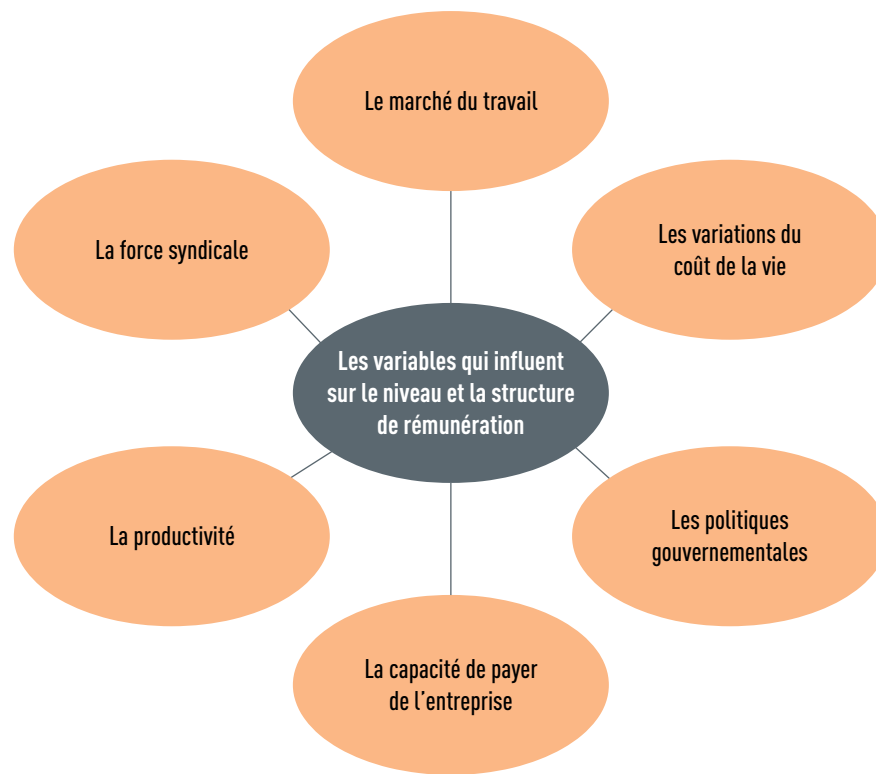 Le marché du travail
La force syndicale
Les variations du
coût de la vie
Les variables qui influent
sur le niveau et la structure
de rémunération
La productivité
Les politiques
gouvernementales
La capacité de payer
de l'entreprise